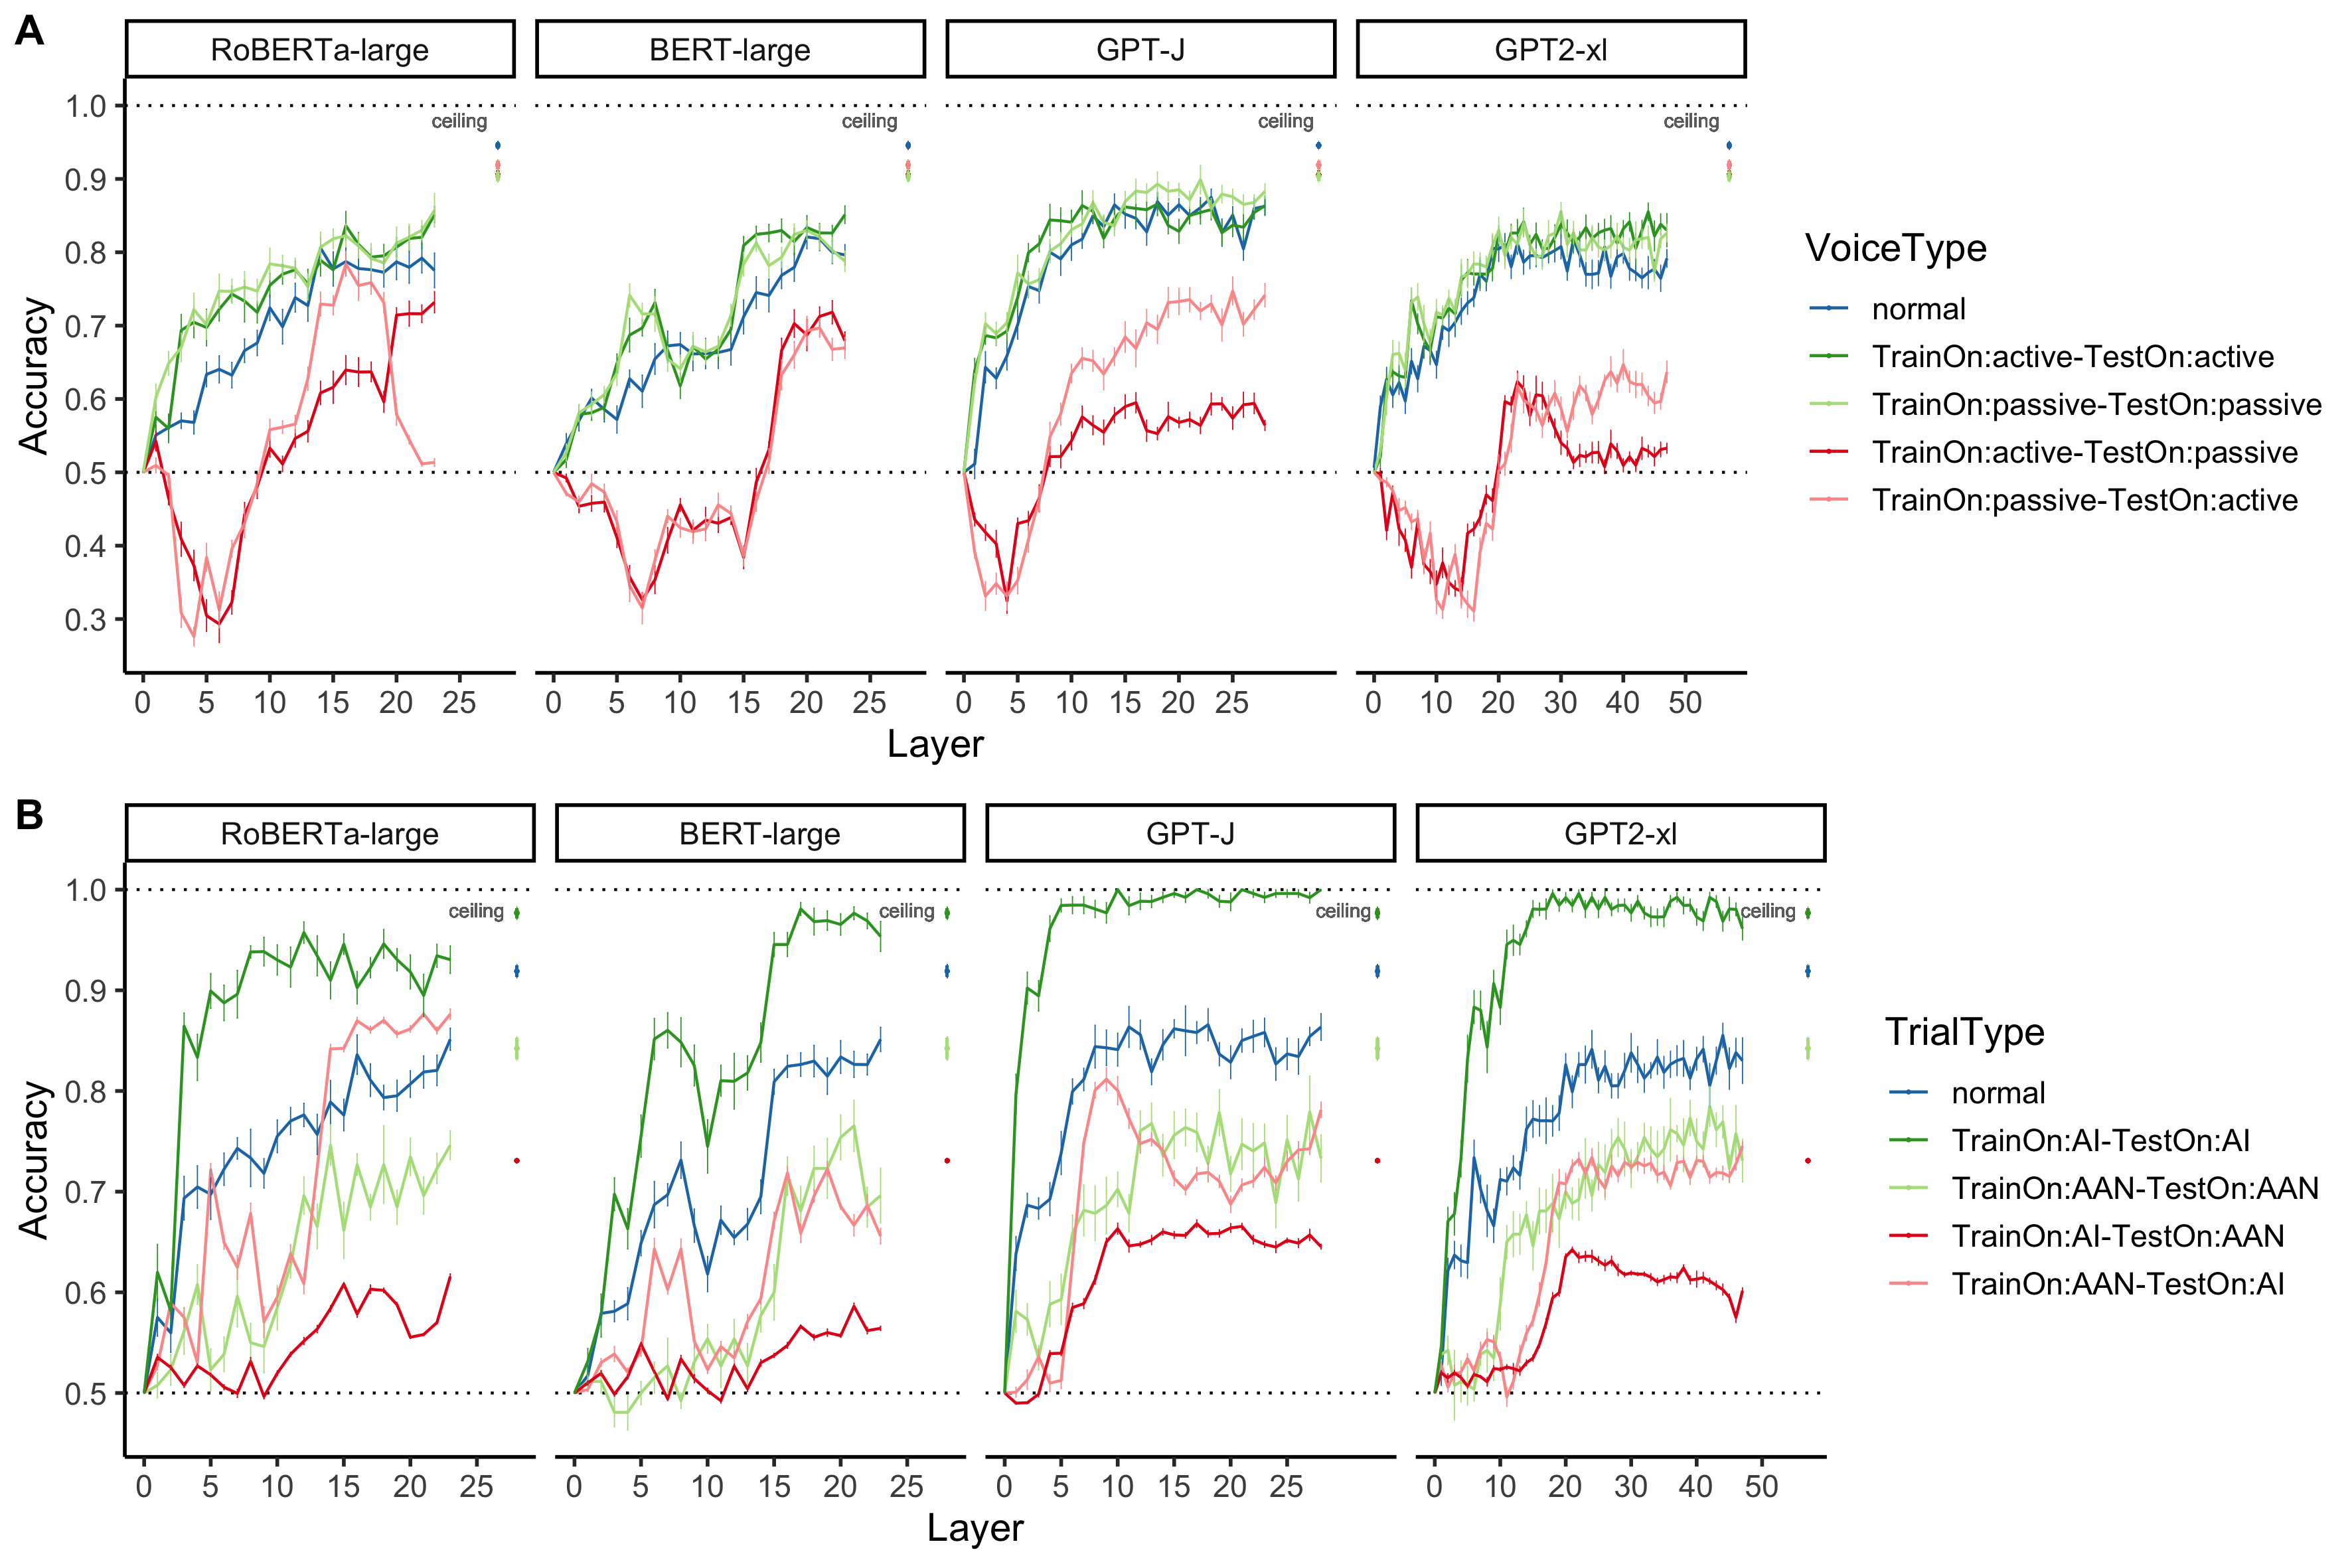 A
RoBERTa-large BERT-large GPT-J GPT2-xl
1.0
ceiling ceiling ceiling ceiling
0.9
0.8
0.7
0.6
0.5
0.4
0.3
Accuracy
0 5 10 15 20 25 0 5 10 15 20 25 0 5 10 15 20 25 0 10 20 30 40 50
Layer
VoiceType
normal
TrainOn:active-TestOn:active
TrainOn:passive-TestOn:passive
TrainOn:active-TestOn:passive
TrainOn:passive-TestOn:active
B
RoBERTa-large BERT-large GPT-J GPT2-xl
1.0
ceiling ceiling ceiling ceiling
0.9
0.8
0.7
0.6
0.5
Accuracy
0 5 10 15 20 25 0 5 10 15 20 25 0 5 10 15 20 25 0 10 20 30 40 50
Layer
TrialType
normal
TrainOn:AI-TestOn:AI
TrainOn:AAN-TestOn:AAN
TrainOn:AI-TestOn:AAN
TrainOn:AAN-TestOn:AI